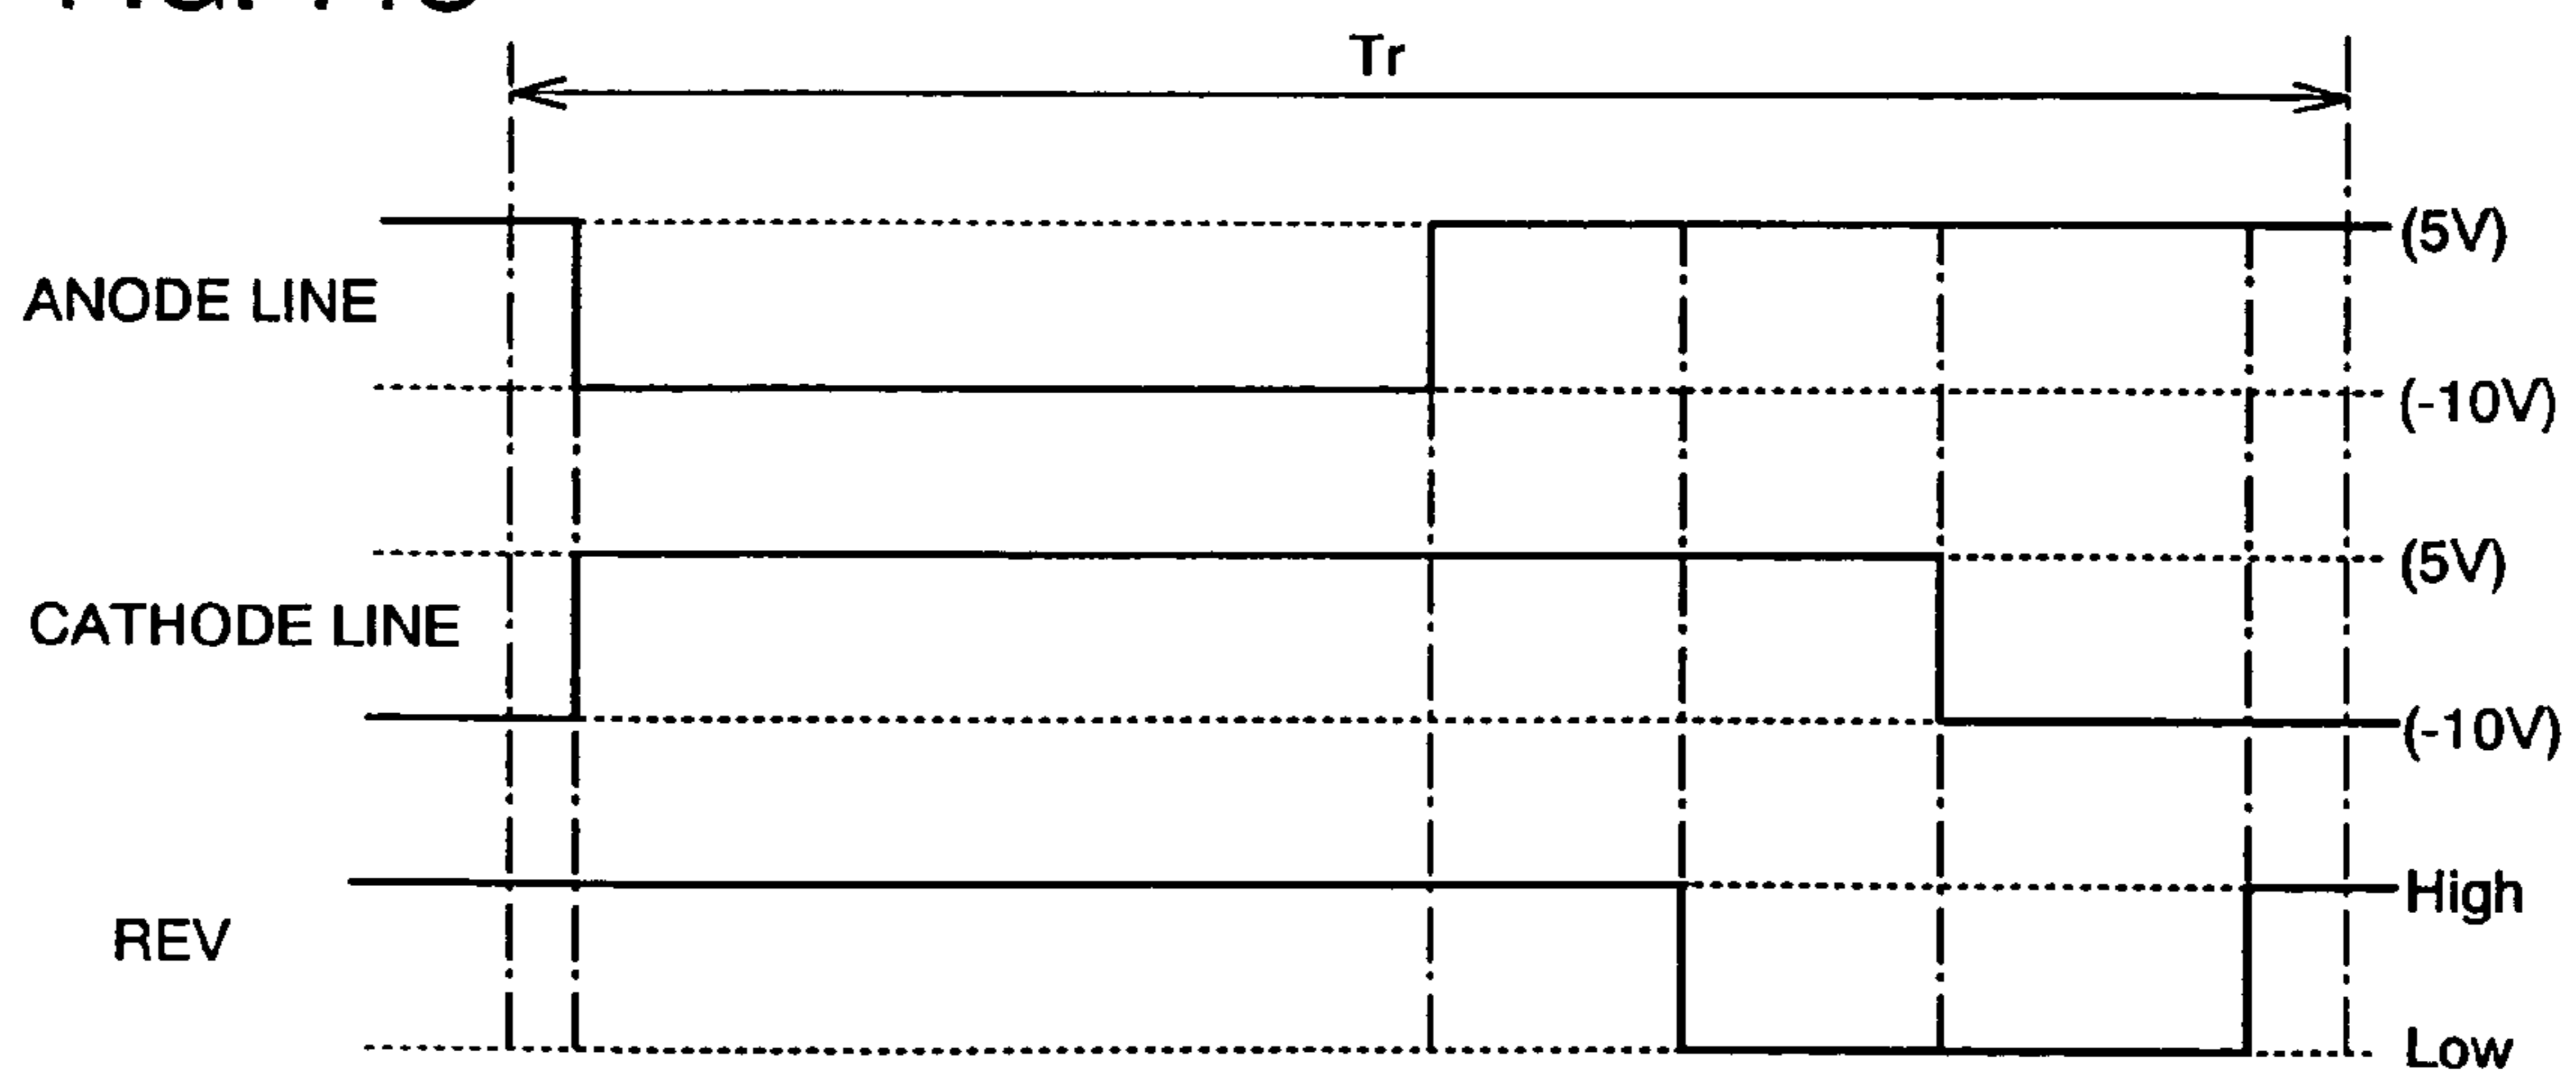 Tr
ANODE LINE
(5V)
(-10V)
CATHODE LINE
(5V)
(-10V)
REV
High
Low